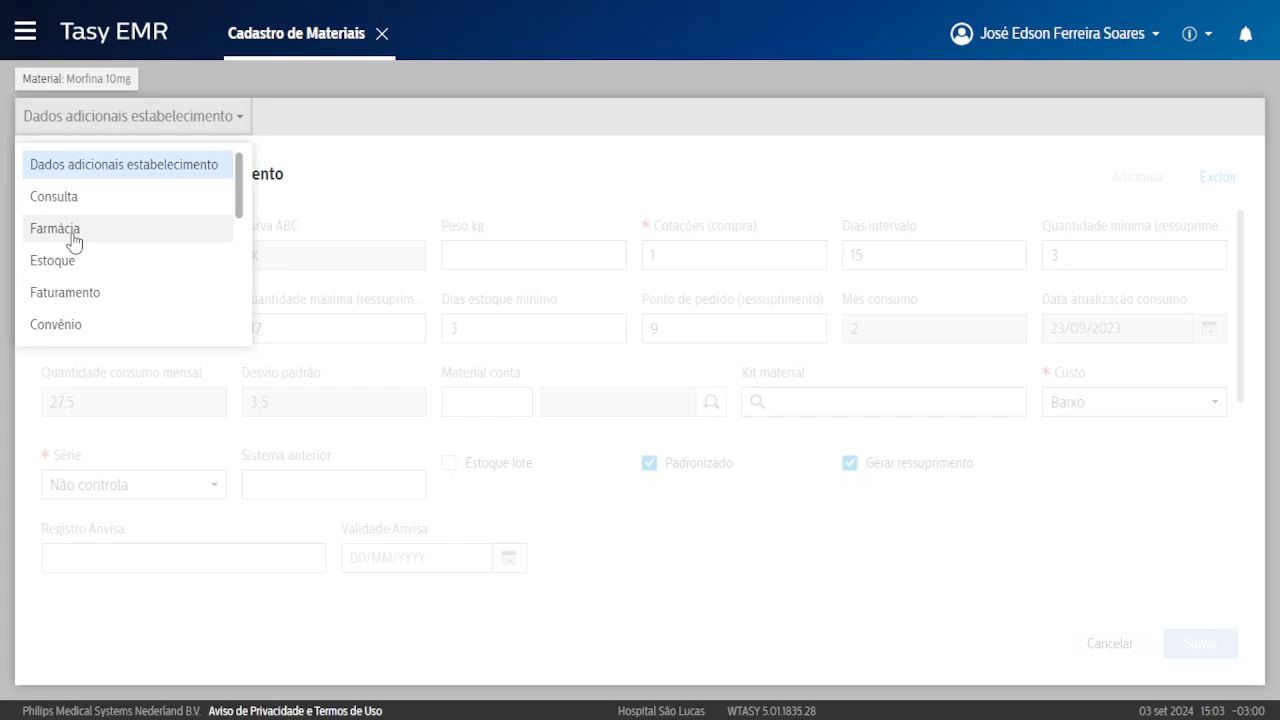 Tasy EMR
Cadastro de Materiais
José Edson Ferreira Soares
Material: Morfina 10mg
Dados adicionais estabelecimento
Dados adicionais estabelecimento
Consulta
Farmácia
Estoque
Faturamento
Convênio
ento
Adicionar
Excluir
urva ABC
Peso kg
* Cotações (compra)
Dias intervalo
Quantidade mínima (ressuprime...
X
1
15
3
uantidade máxima (ressuprim...
Dias estoque mínimo
Ponto de pedido (ressuprimento)
Mês consumo
Data atualização consumo
17
3
9
2
23/09/2023
Quantidade consumo mensal
Desvio padrão
Material conta
Kit material
* Custo
27,5
3,5
Baixo
* Série
Sistema anterior
Estoque lote
Padronizado
Gerar ressuprimento
Não controla
Registro Anvisa
Validade Anvisa
DD/MM/YYYY
Cancelar
Salvar
Philips Medical Systems Nederland B.V. Aviso de Privacidade e Termos de Uso
Hospital São Lucas
WTASY 5.01.1835.28
03 set 2024 15:03 -03:00